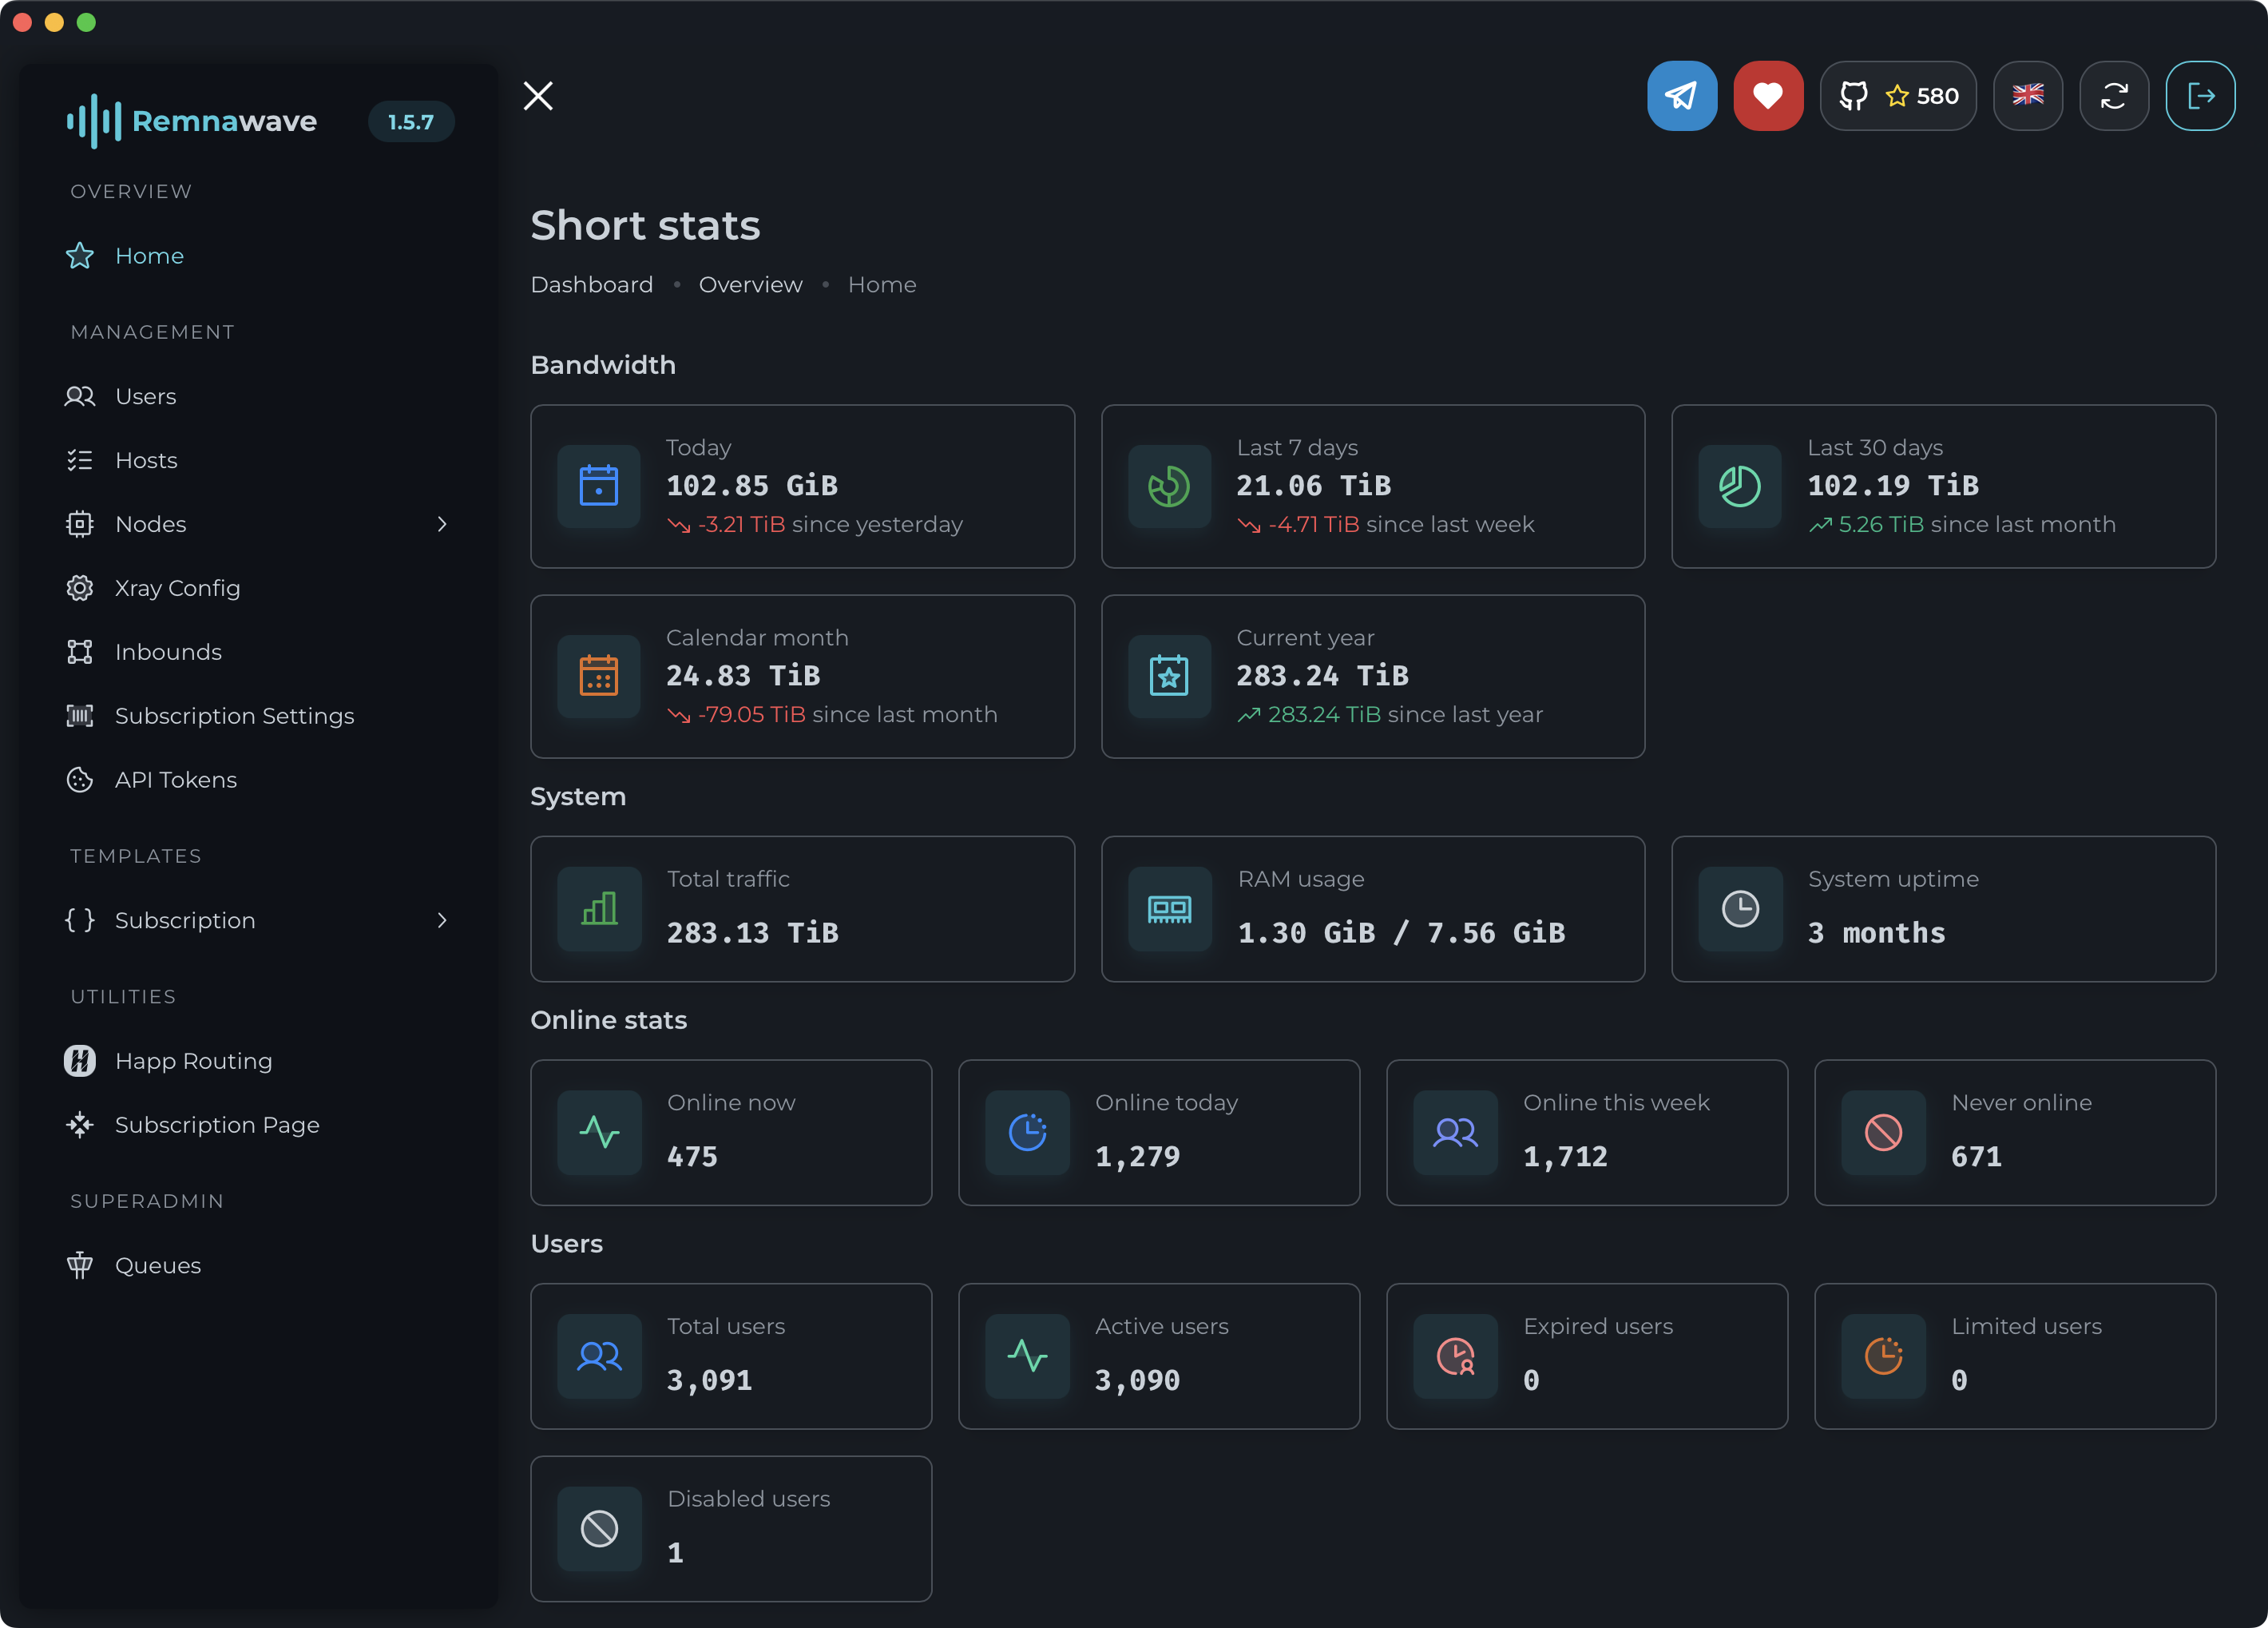 Remnawave
1.5.7
580
OVERVIEW
Home
MANAGEMENT
Users
Hosts
Nodes
Xray Config
Inbounds
Subscription Settings
API Tokens
TEMPLATES
Subscription
UTILITIES
Happ Routing
Subscription Page
SUPERADMIN
Queues
Short stats
Dashboard • Overview • Home
Bandwidth
Today
102.85 GiB
-3.21 TiB since yesterday
Last 7 days
21.06 TiB
-4.71 TiB since last week
Last 30 days
102.19 TiB
5.26 TiB since last month
Calendar month
24.83 TiB
-79.05 TiB since last month
Current year
283.24 TiB
283.24 TiB since last year
System
Total traffic
283.13 TiB
RAM usage
1.30 GiB / 7.56 GiB
System uptime
3 months
Online stats
Online now
475
Online today
1,279
Online this week
1,712
Never online
671
Users
Total users
3,091
Active users
3,090
Expired users
0
Limited users
0
Disabled users
1